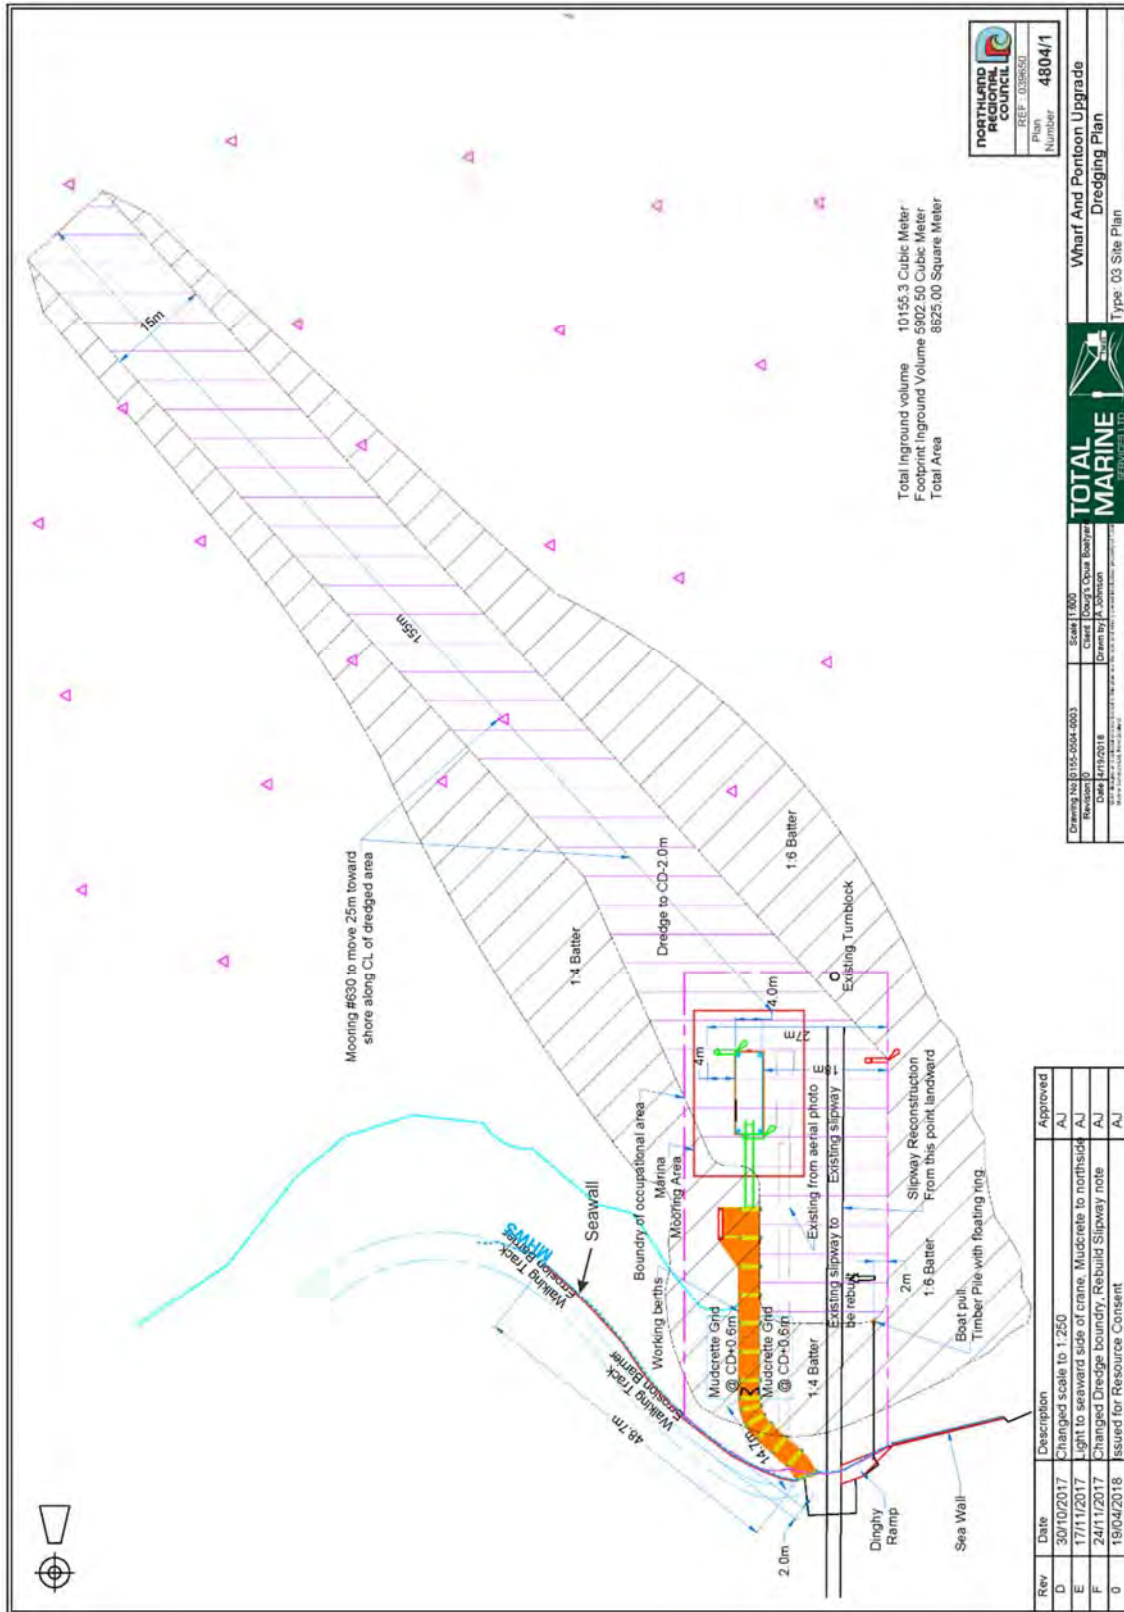 NORTHLAND
REGIONAL
COUNCIL
REF : 039650
Plan
Number 4804/1
15m
155m
Mooring #630 to move 25m toward
shore along CL of dredged area
Total Inground volume 10155.3 Cubic Meter
Footprint Inground Volume 5902.50 Cubic Meter
Total Area 8625.00 Square Meter
Dredge to CD-2.0m
1:4 Batter
1:6 Batter
Existing Turnblock
4.0m
27m
4m
18m
Boundry of occupational area
Marina
Mooring Area
Existing from aerial photo
Existing slipway
Slipway Reconstruction
From this point landward
Seawall
MHWS
Errosion Barrier
Walking Track
Working berths
Mudcrette Grid
@ CD+0.6m
Mudcrette Grid
@ CD+0.6m
Existing slipway to
be rebuilt
2m
1:6 Batter
Boat pull.
Timber Pile with floating ring.
1:4 Batter
Errosion Barrier
Walking Track
48.7m
14.7m
2.0m
Dinghy
Ramp
Sea Wall
Rev Date Description Approved
D 30/10/2017 Changed scale to 1:250 AJ
E 17/11/2017 Light to seaward side of crane, Mudcrete to northside AJ
F 24/11/2017 Changed Dredge boundry, Rebuild Slipway note AJ
0 19/04/2018 Issued for Resource Consent AJ
Drawing No 0155-0504-0003 Scale 1:600
Revision 0 Client Doug's Opua Boatyard
Date 4/19/2018 Drawn by A Johnson
TOTAL
MARINE
SERVICES LTD
Wharf And Pontoon Upgrade
Dredging Plan
Type: 03 Site Plan